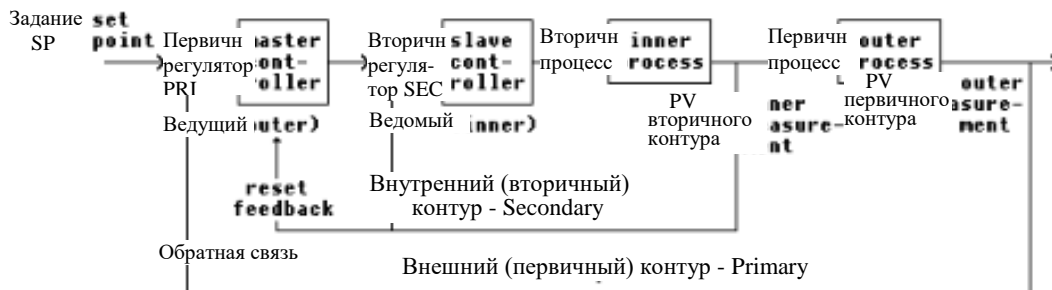 Задание
SP
set
point
Первичн
регулятор
PRI
Ведущий
ont-
oller
outer)
Вторичн
регуля-
тор SEC
Ведомый
slave
cont-
roller
inner)
Вторичн
процесс
inner
rocess
PV
вторичного
контура
Первичн
процесс
outer
rocess
PV
первичного
контура
ner
asure-
nt
outer
asure-
ment
reset
feedback
Внутренний (вторичный)
контур - Secondary
Обратная связь
Внешний (первичный) контур - Primary